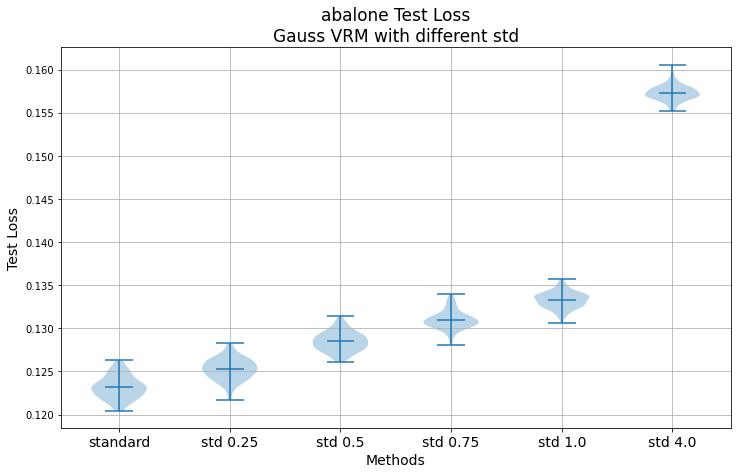 abalone Test Loss
Gauss VRM with different std
Test Loss
0.160
0.155
0.150
0.145
0.140
0.135
0.130
0.125
0.120
standard std 0.25 std 0.5 std 0.75 std 1.0 std 4.0
Methods